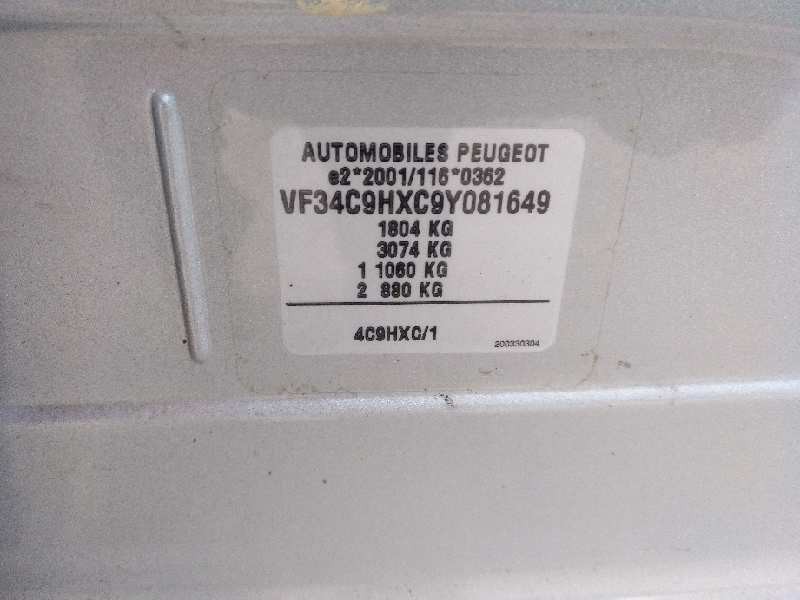 AUTOMOBILES PEUGEOT
e2*2001/116*0362
VF34C9HXC9Y081649
1804 KG
3074 KG
1 1060 KG
2 880 KG
4C9HXC/1